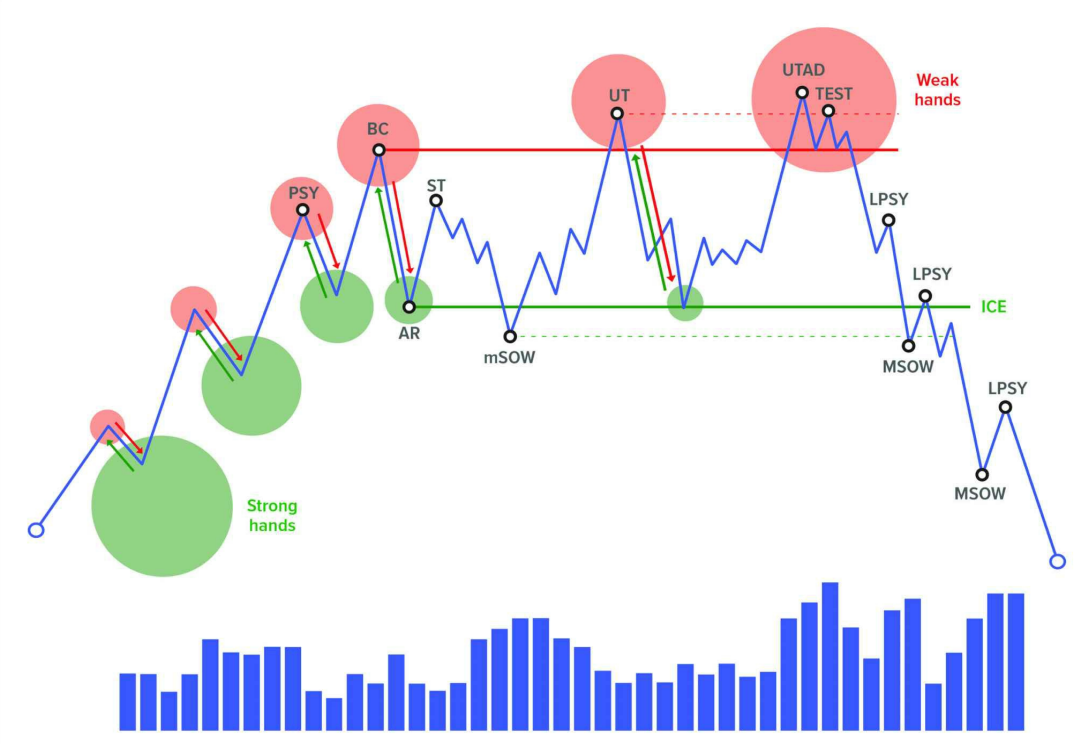 UTAD
Weak
hands
UT
TEST
BC
ST
PSY
LPSY
LPSY
ICE
AR
mSOW
MSOW
LPSY
Strong
hands
MSOW